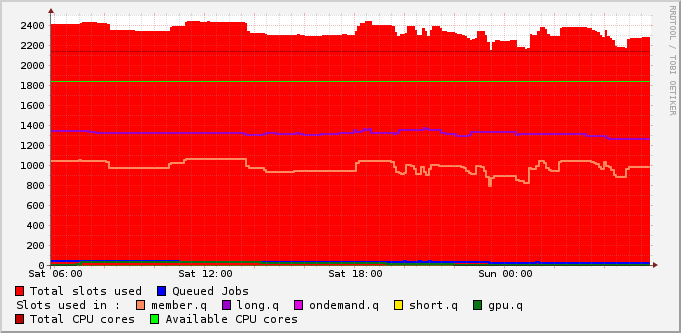 2400
2200
2000
1800
1600
1400
1200
1000
800
600
400
200
0
Sat 06:00 Sat 12:00 Sat 18:00 Sun 00:00
RRDTOOL / TOBI OETIKER
Total slots used Queued Jobs
Slots used in : member.q long.q ondemand.q short.q gpu.q
Total CPU cores Available CPU cores